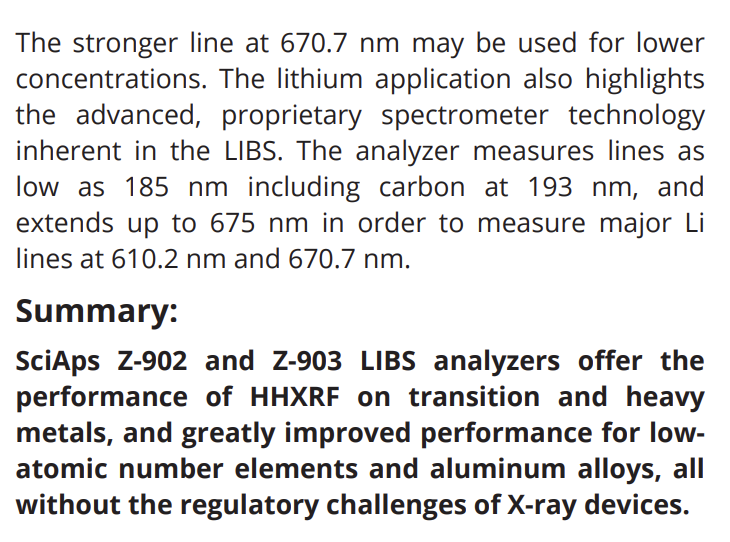 The stronger line at 670.7 nm may be used for lower
concentrations. The lithium application also highlights
the advanced, proprietary spectrometer technology
inherent in the LIBS. The analyzer measures lines as
low as 185 nm including carbon at 193 nm, and
extends up to 675 nm in order to measure major Li
lines at 610.2 nm and 670.7 nm.
Summary:
SciAps Z-902 and Z-903 LIBS analyzers offer the
performance of HHXRF on transition and heavy
metals, and greatly improved performance for low-
atomic number elements and aluminum alloys, all
without the regulatory challenges of X-ray devices.